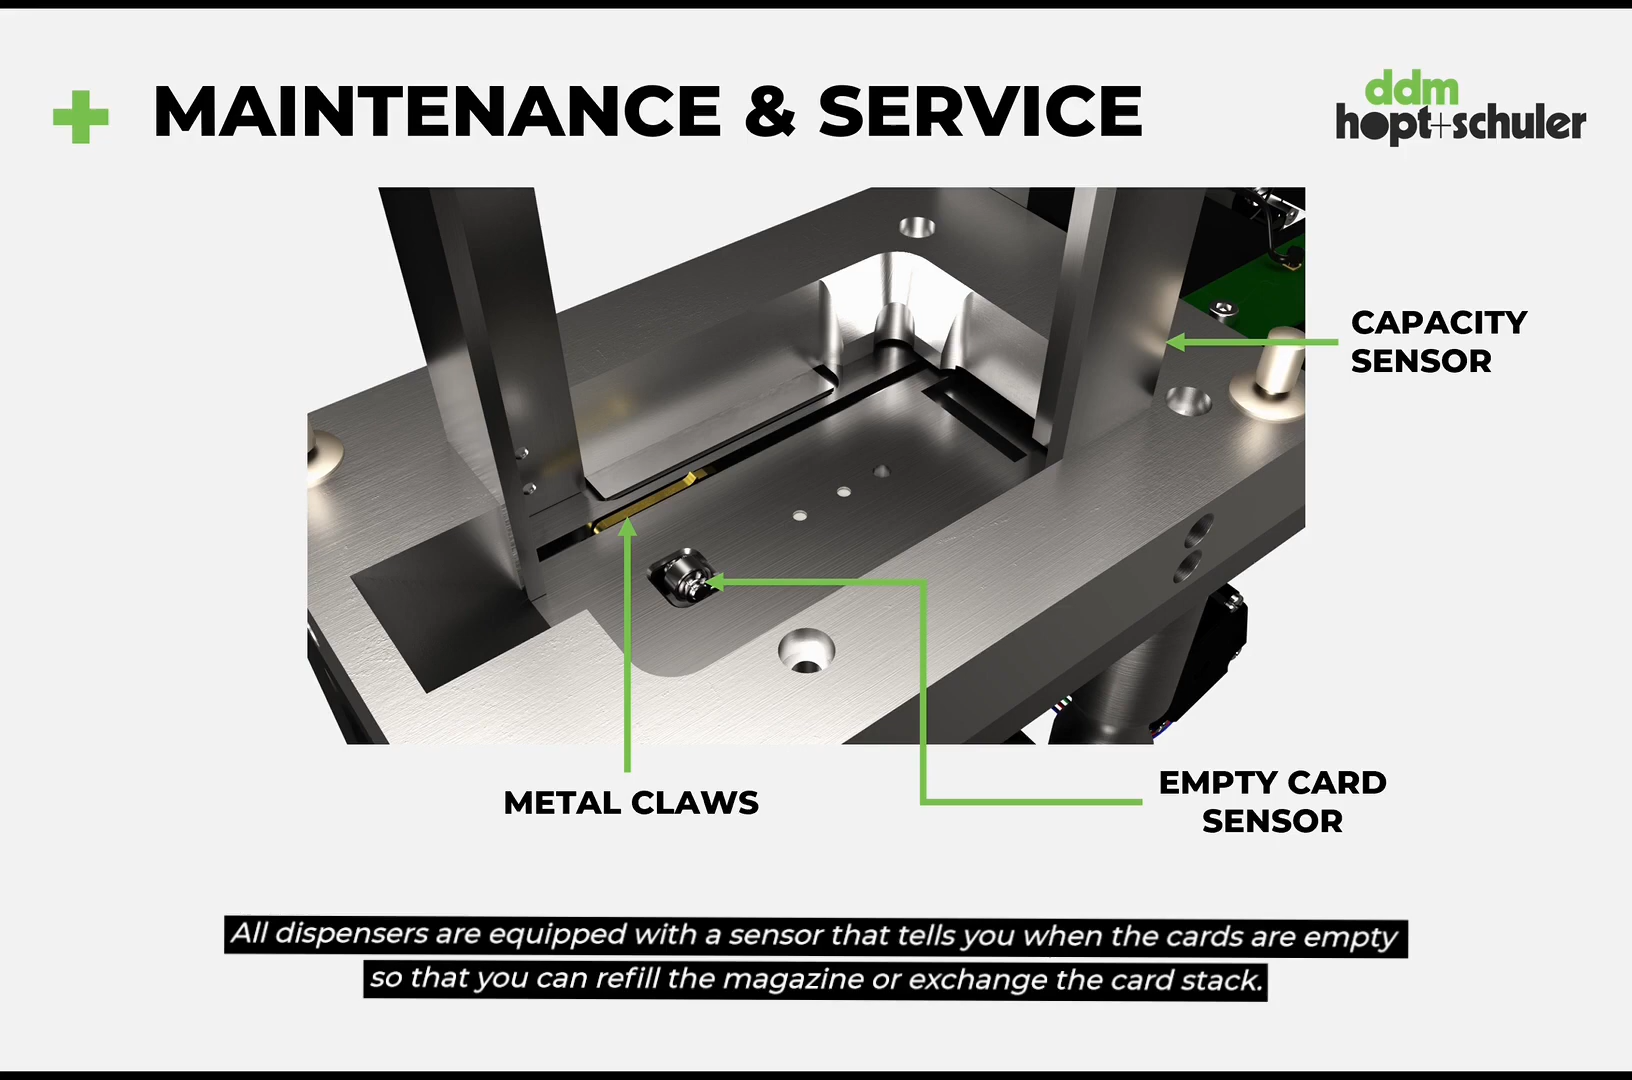 MAINTENANCE & SERVICE
ddm
hopt+schuler
CAPACITY
SENSOR
METAL CLAWS
EMPTY CARD
SENSOR
All dispensers are equipped with a sensor that tells you when the cards are empty
so that you can refill the magazine or exchange the card stack.